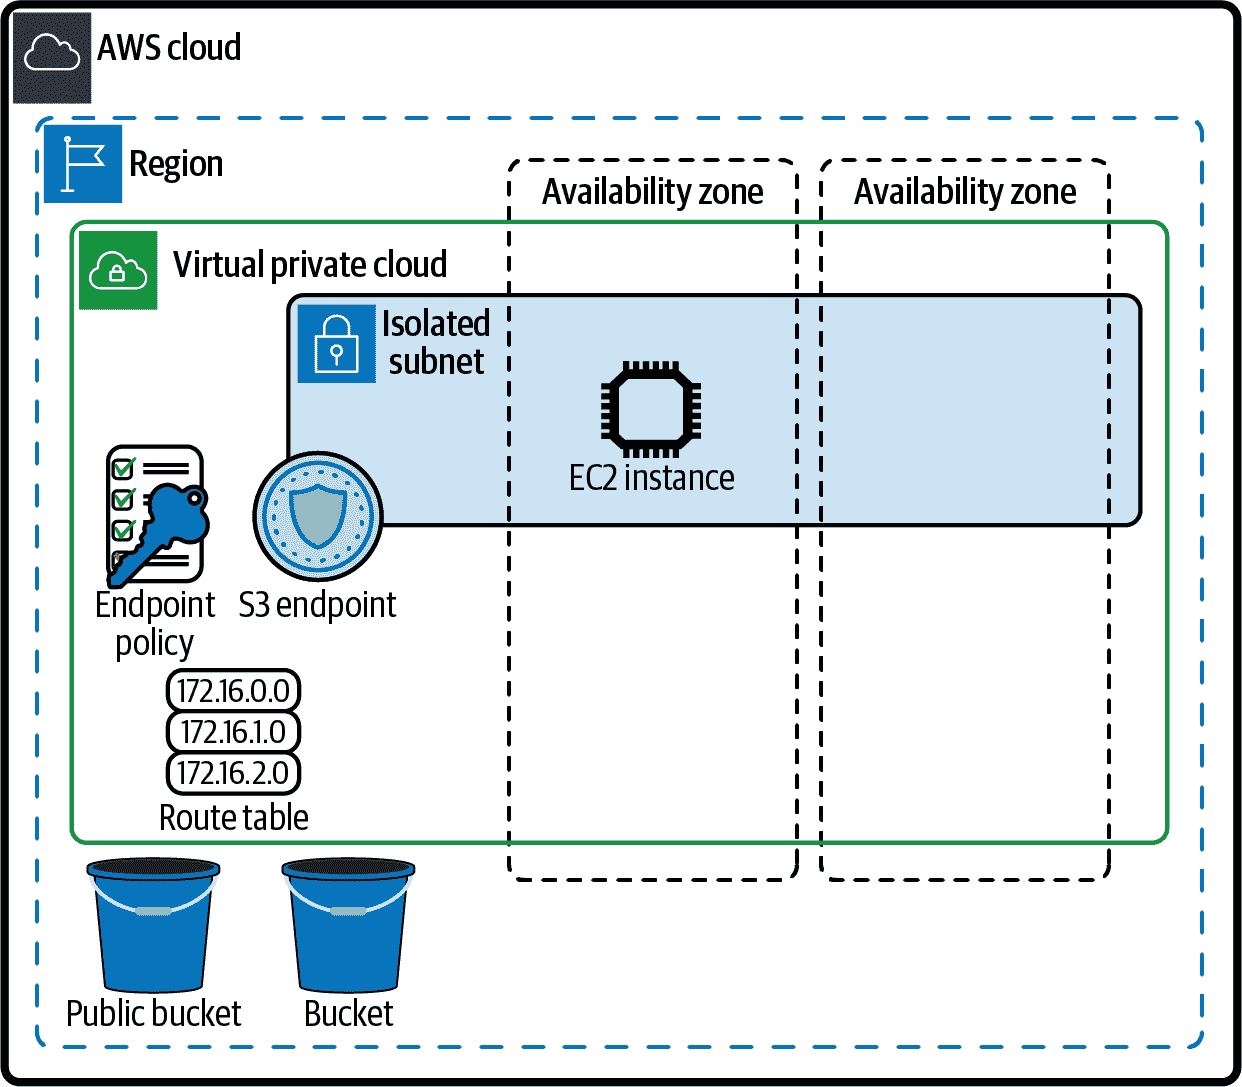 AWS cloud
Region
Availability zone
Availability zone
Virtual private cloud
Isolated
subnet
EC2 instance
Endpoint
policy
S3 endpoint
172.16.0.0
172.16.1.0
172.16.2.0
Route table
Public bucket
Bucket